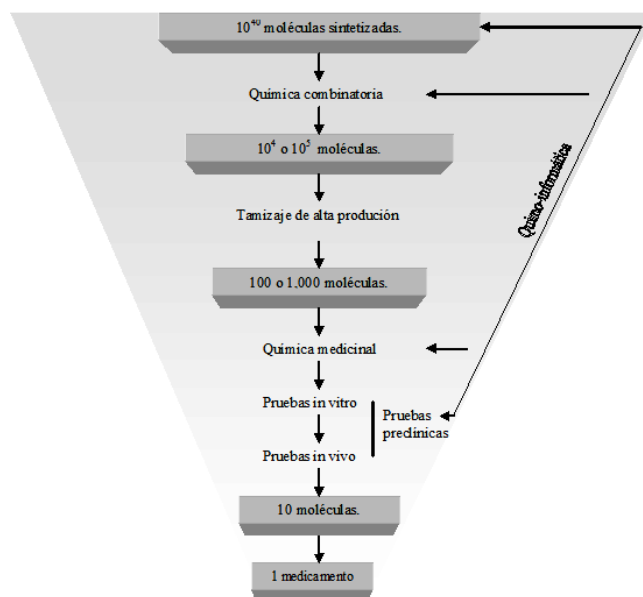 10⁴⁰ moléculas sintetizadas.
Química combinatoria
10⁴ o 10⁵ moléculas.
Tamizaje de alta produción
100 o 1,000 moléculas.
Química medicinal
Pruebas in vitro
Pruebas
preclínicas
Pruebas in vivo
10 moléculas.
1 medicamento
Quimo-informática